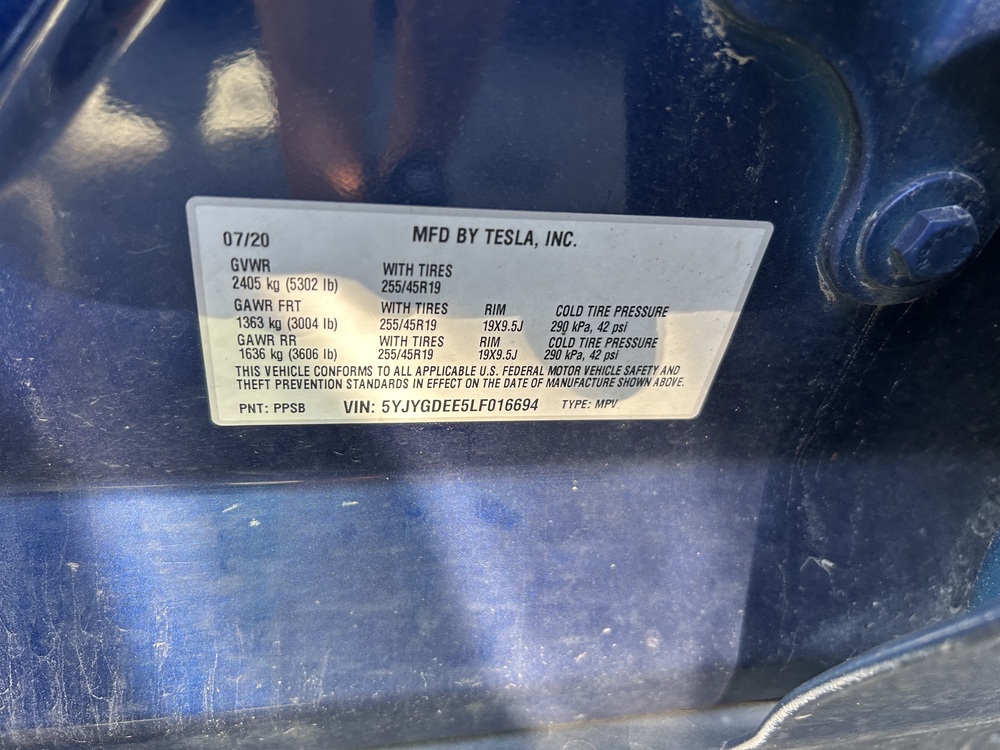 07/20 MFD BY TESLA, INC.
GVWR WITH TIRES
2405 kg (5302 lb) 255/45R19
GAWR FRT WITH TIRES RIM COLD TIRE PRESSURE
1363 kg (3004 lb) 255/45R19 19X9.5J 290 kPa, 42 psi
GAWR RR WITH TIRES RIM COLD TIRE PRESSURE
1636 kg (3606 lb) 255/45R19 19X9.5J 290 kPa, 42 psi
THIS VEHICLE CONFORMS TO ALL APPLICABLE U.S. FEDERAL MOTOR VEHICLE SAFETY AND
THEFT PREVENTION STANDARDS IN EFFECT ON THE DATE OF MANUFACTURE SHOWN ABOVE.
PNT: PPSB VIN: 5YJYGDEE5LF016694 TYPE: MPV